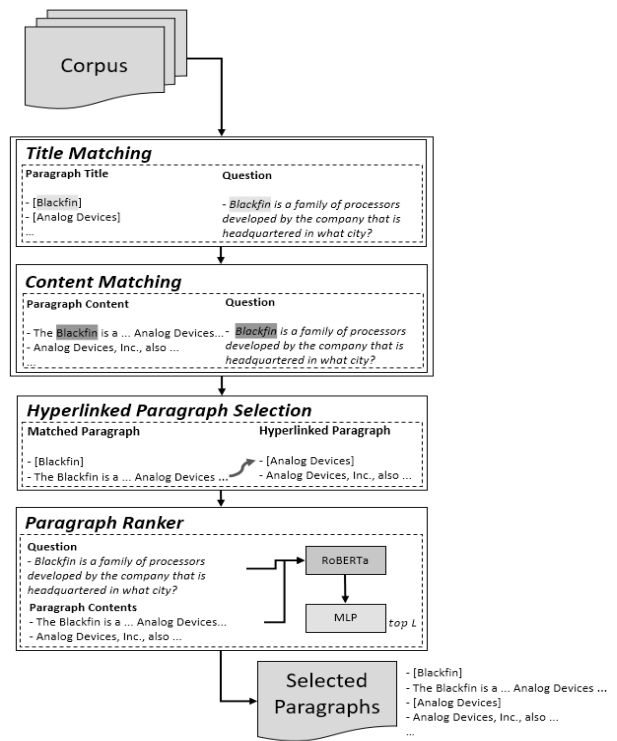 Corpus
Title Matching
Paragraph Title
- [Blackfin]
- [Analog Devices]
...
Question
- Blackfin is a family of processors
developed by the company that is
headquartered in what city?
Content Matching
Paragraph Content
- The Blackfin is a ... Analog Devices...
- Analog Devices, Inc., also ...
...
Question
- Blackfin is a family of processors
developed by the company that is
headquartered in what city?
Hyperlinked Paragraph Selection
Matched Paragraph
- [Blackfin]
- The Blackfin is a ... Analog Devices ...
Hyperlinked Paragraph
- [Analog Devices]
- Analog Devices, Inc., also ...
Paragraph Ranker
Question
- Blackfin is a family of processors
developed by the company that is
headquartered in what city?
Paragraph Contents
- The Blackfin is a ... Analog Devices...
- Analog Devices, Inc., also ...
RoBERTa
MLP
top L
Selected
Paragraphs
- [Blackfin]
- The Blackfin is a ... Analog Devices ...
- [Analog Devices]
- Analog Devices, Inc., also ...
...